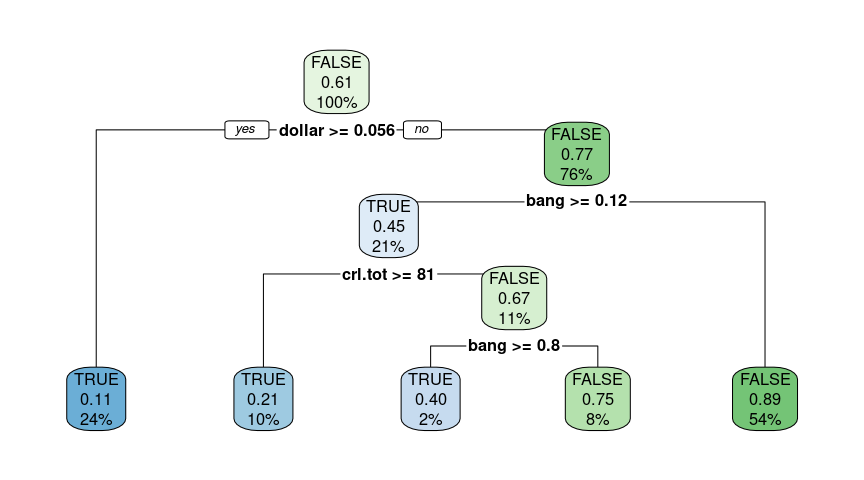 FALSE
0.61
100%
yes dollar >= 0.056 no
FALSE
0.77
76%
bang >= 0.12
TRUE
0.45
21%
crl.tot >= 81
FALSE
0.67
11%
bang >= 0.8
TRUE
0.11
24%
TRUE
0.21
10%
TRUE
0.40
2%
FALSE
0.75
8%
FALSE
0.89
54%